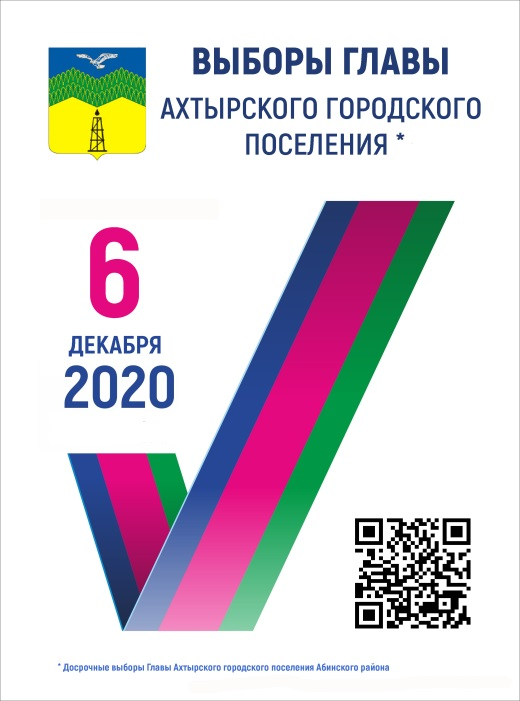 ВЫБОРЫ ГЛАВЫ
АХТЫРСКОГО ГОРОДСКОГО
ПОСЕЛЕНИЯ *
6
ДЕКАБРЯ
2020
* Досрочные выборы Главы Ахтырского городского поселения Абинского района